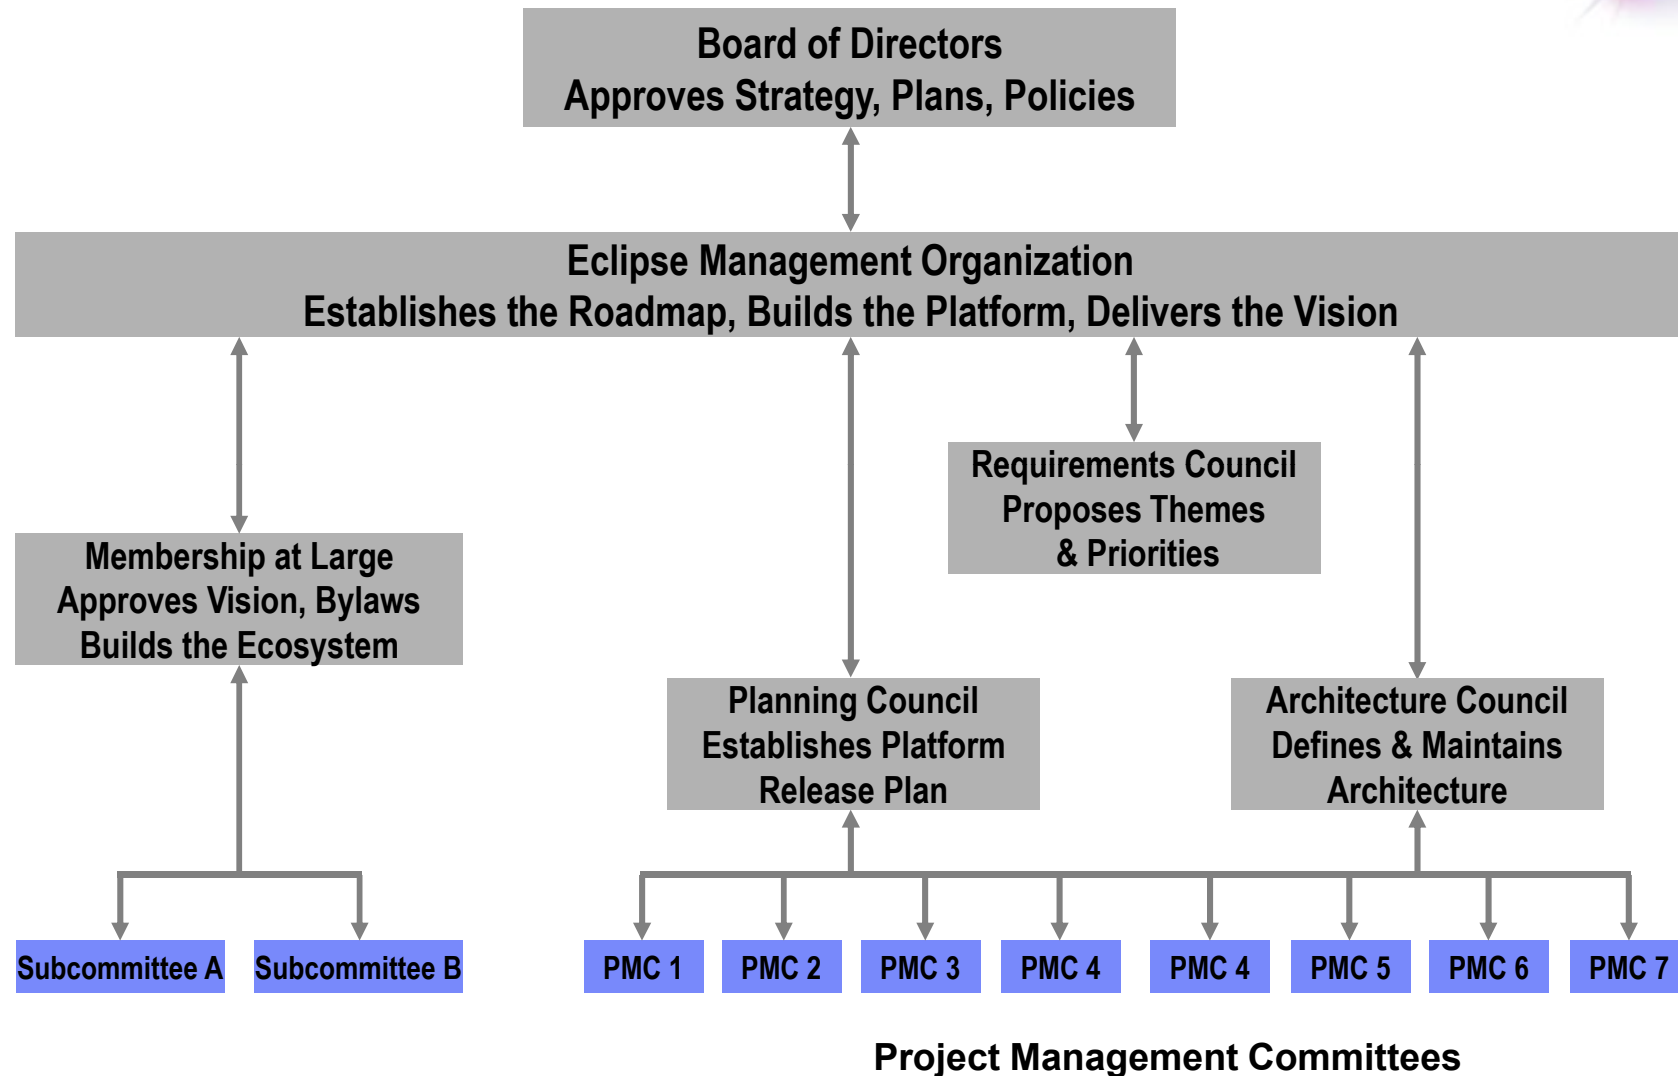 Board of Directors
Approves Strategy, Plans, Policies
Eclipse Management Organization
Establishes the Roadmap, Builds the Platform, Delivers the Vision
Requirements Council
Proposes Themes
& Priorities
Membership at Large
Approves Vision, Bylaws
Builds the Ecosystem
Planning Council
Establishes Platform
Release Plan
Architecture Council
Defines & Maintains
Architecture
Subcommittee A
Subcommittee B
PMC 1
PMC 2
PMC 3
PMC 4
PMC 4
PMC 5
PMC 6
PMC 7
Project Management Committees